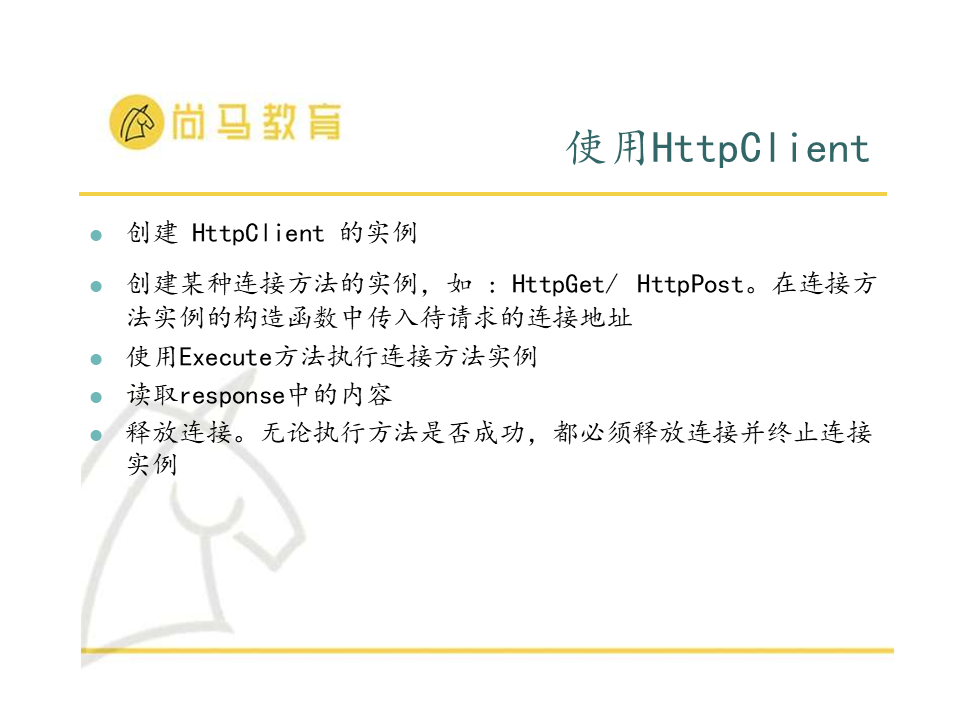 尚马教育
使用HttpClient
创建 HttpClient 的实例
创建某种连接方法的实例，如 : HttpGet/ HttpPost。在连接方
法实例的构造函数中传入待请求的连接地址
使用Execute方法执行连接方法实例
读取response中的内容
释放连接。无论执行方法是否成功，都必须释放连接并终止连接
实例